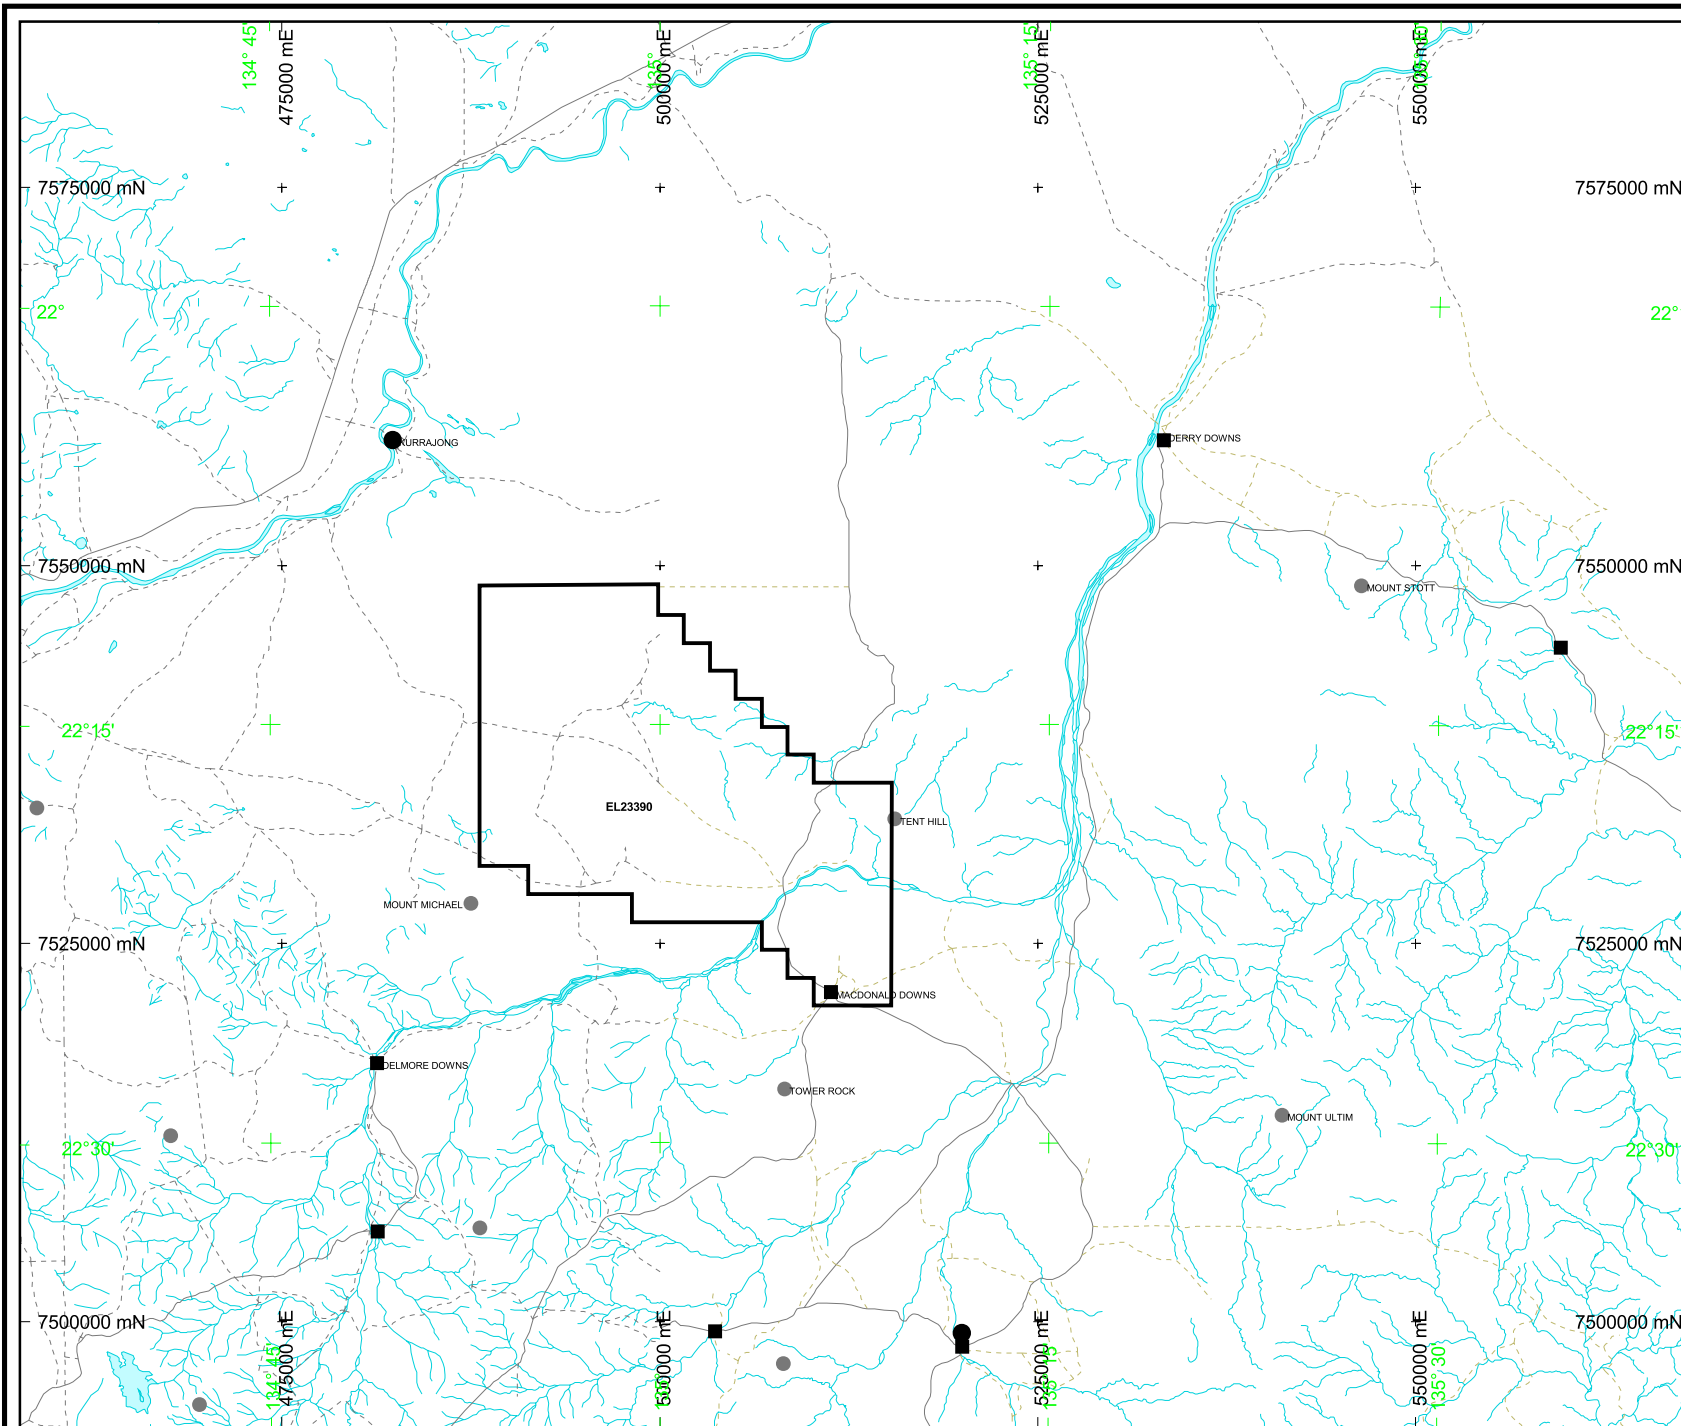 134° 45'
475000 mE
135°
500000 mE
135° 15'
525000 mE
550000 mE
7575000 mN
7575000 mN
22°
22°
KURRAJONG
DERRY DOWNS
7550000 mN
7550000 mN
MOUNT STOTT
22°15'
22°15'
EL23390
TENT HILL
MOUNT MICHAEL
7525000 mN
7525000 mN
MACDONALD DOWNS
DELMORE DOWNS
TOWER ROCK
MOUNT ULTIM
22°30'
22°30'
7500000 mN
7500000 mN
134° 45'
475000 mE
500000 mE
135° 15'
525000 mE
550000 mE
135° 30'